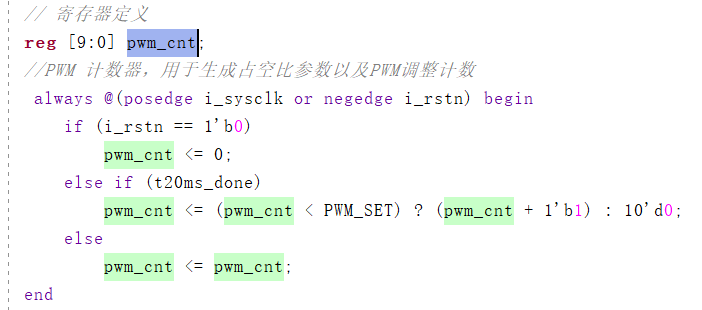 // 寄存器定义
reg [9:0] pwm_cnt;
//PWM 计数器，用于生成占空比参数以及PWM调整计数
always @(posedge i_sysclk or negedge i_rstn) begin
if (i_rstn == 1'b0)
pwm_cnt <= 0;
else if (t20ms_done)
pwm_cnt <= (pwm_cnt < PWM_SET) ? (pwm_cnt + 1'b1) : 10'd0;
else
pwm_cnt <= pwm_cnt;
end